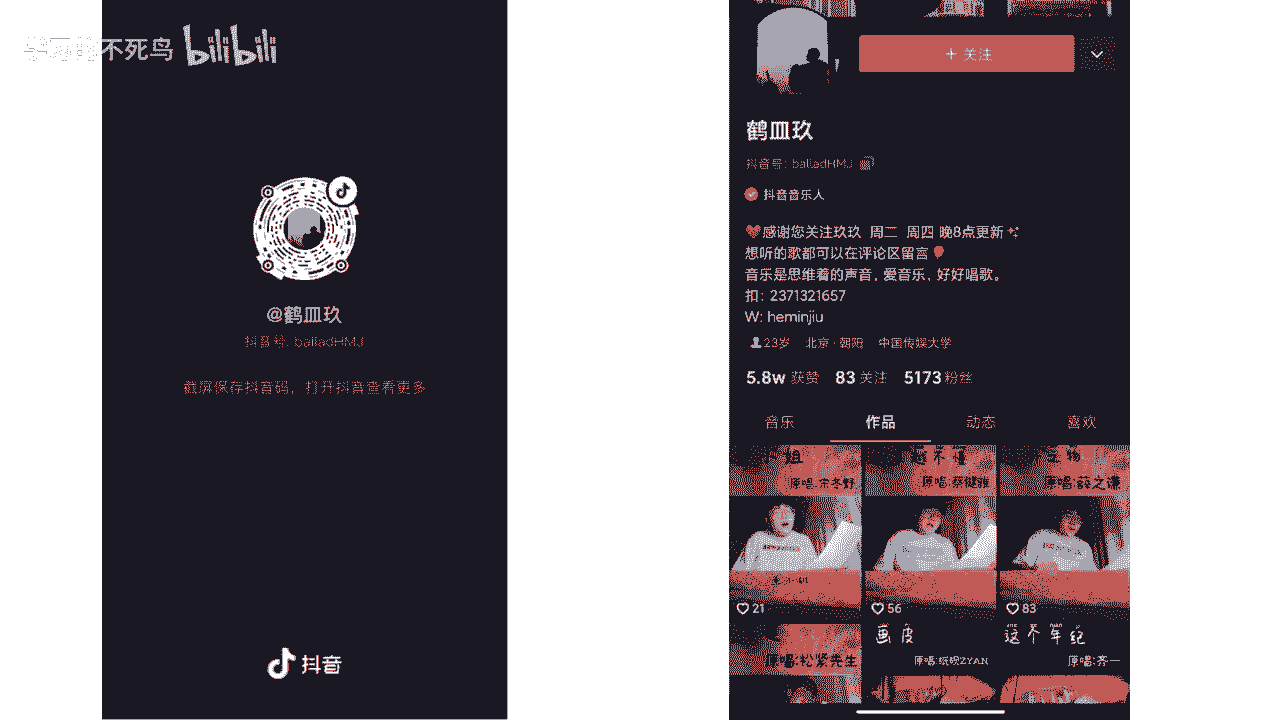 不死鸟 bilibili
@鹤皿玖
抖音号: balladHMJ
截屏保存抖音码，打开抖音查看更多
抖音
+ 关注
鹤皿玖
抖音号: balladHMJ
抖音音乐人
感谢您关注玖玖 周二 周四 晚8点更新
想听的歌都可以在评论区留言
音乐是思维着的声音，爱音乐，好好唱歌。
扣: 2371321657
W: heminjiu
23岁 北京·朝阳 中国传媒大学
5.8w 获赞 83 关注 5173 粉丝
音乐 作品 动态 喜欢
姐
原唱:宋冬野
越不懂
原唱:蔡健雅
怪物
原唱:薛之谦
21 56 83
原唱:松紧先生
画皮
原唱:纸砚ZYAN
这个年纪
原唱:齐一